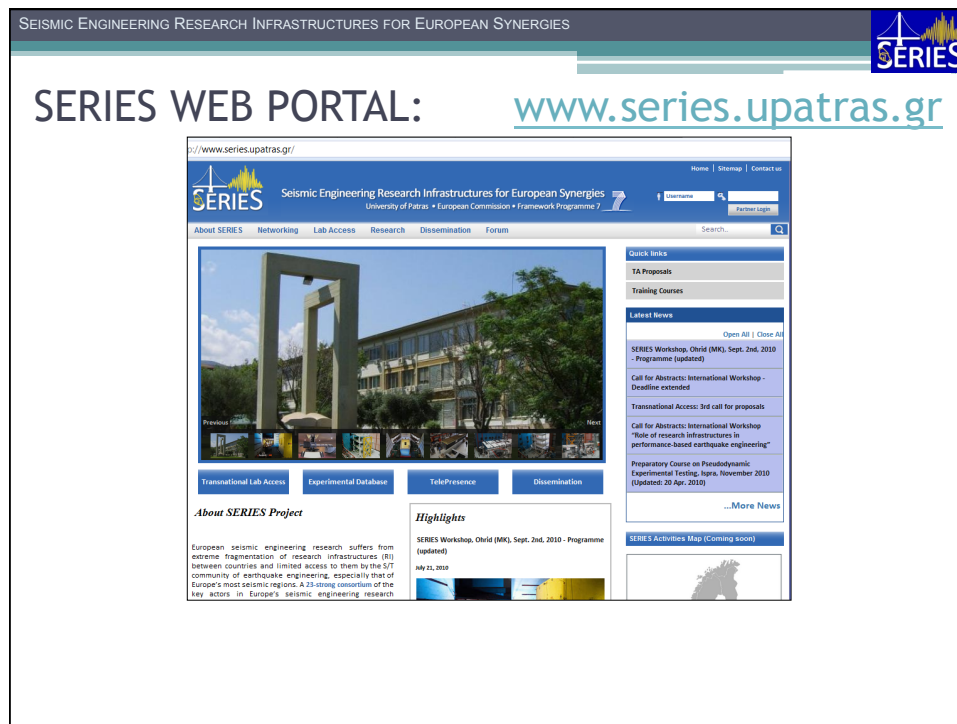 SEISMIC ENGINEERING RESEARCH INFRASTRUCTURES FOR EUROPEAN SYNERGIES
SERIES
SERIES WEB PORTAL: www.series.upatras.gr
p://www.series.upatras.gr/
Home | Sitemap | Contact us
SERIES
Seismic Engineering Research Infrastructures for European Synergies
University of Patras • European Commission • Framework Programme 7
7
Username
Partner Login
About SERIES Networking Lab Access Research Dissemination Forum
Search..
Previous
Next
Transnational Lab Access
Experimental Database
TelePresence
Dissemination
About SERIES Project
European seismic engineering research suffers from
extreme fragmentation of research infrastructures (RI)
between countries and limited access to them by the S/T
community of earthquake engineering, especially that of
Europe's most seismic regions. A 23-strong consortium of the
key actors in Europe's seismic engineering research
Highlights
SERIES Workshop, Ohrid (MK), Sept. 2nd, 2010 - Programme
(updated)
July 21, 2010
Quick links
TA Proposals
Training Courses
Latest News
Open All | Close All
SERIES Workshop, Ohrid (MK), Sept. 2nd, 2010
- Programme (updated)
Call for Abstracts: International Workshop -
Deadline extended
Transnational Access: 3rd call for proposals
Call for Abstracts: International Workshop
"Role of research infrastructures in
performance-based earthquake engineering"
Preparatory Course on Pseudodynamic
Experimental Testing, Ispra, November 2010
(Updated: 20 Apr. 2010)
...More News
SERIES Activities Map (Coming soon)